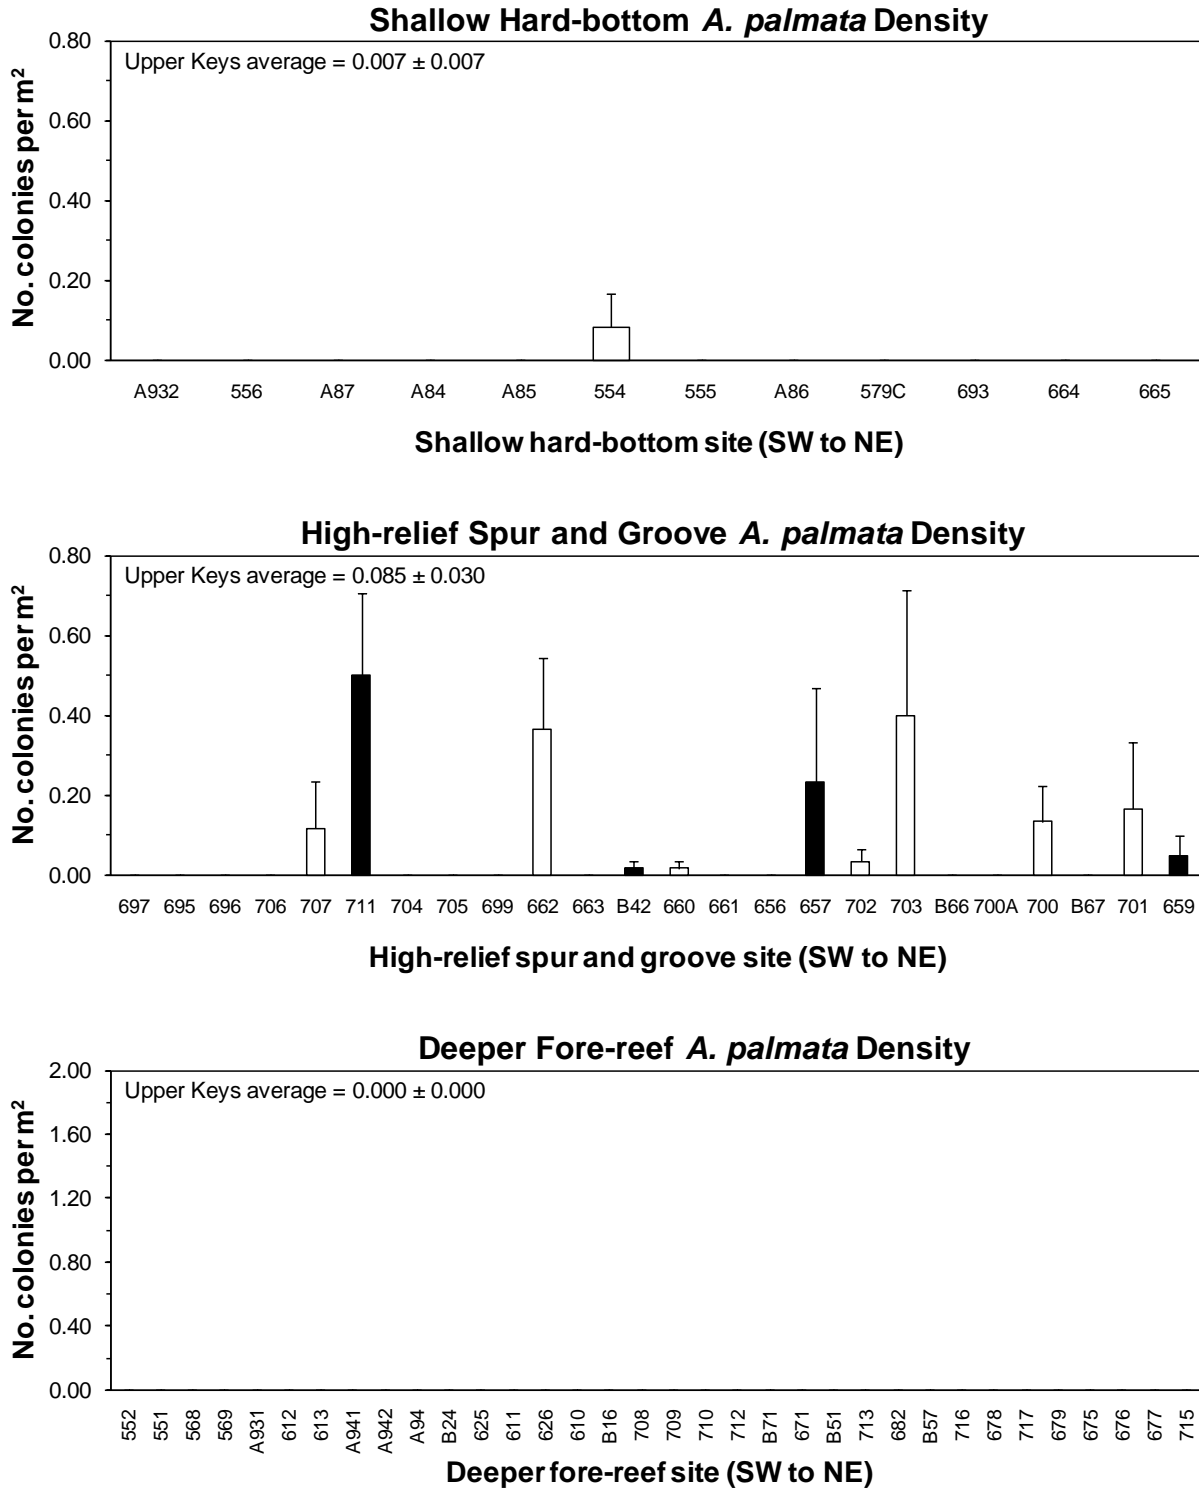 Shallow Hard-bottom A. palmata Density
Upper Keys average = 0.007 ± 0.007
No. colonies per m²
0.80
0.60
0.40
0.20
0.00
A932 556 A87 A84 A85 554 555 A86 579C 693 664 665
Shallow hard-bottom site (SW to NE)
High-relief Spur and Groove A. palmata Density
Upper Keys average = 0.085 ± 0.030
No. colonies per m²
0.80
0.60
0.40
0.20
0.00
697 695 696 706 707 711 704 705 699 662 663 B42 660 661 656 657 702 703 B66 700A 700 B67 701 659
High-relief spur and groove site (SW to NE)
Deeper Fore-reef A. palmata Density
Upper Keys average = 0.000 ± 0.000
No. colonies per m²
2.00
1.60
1.20
0.80
0.40
0.00
552 551 568 569 A931 612 613 A941 A942 A94 B24 625 611 626 610 B16 708 709 710 712 B71 671 B51 713 682 B57 716 678 717 679 675 676 677 715
Deeper fore-reef site (SW to NE)